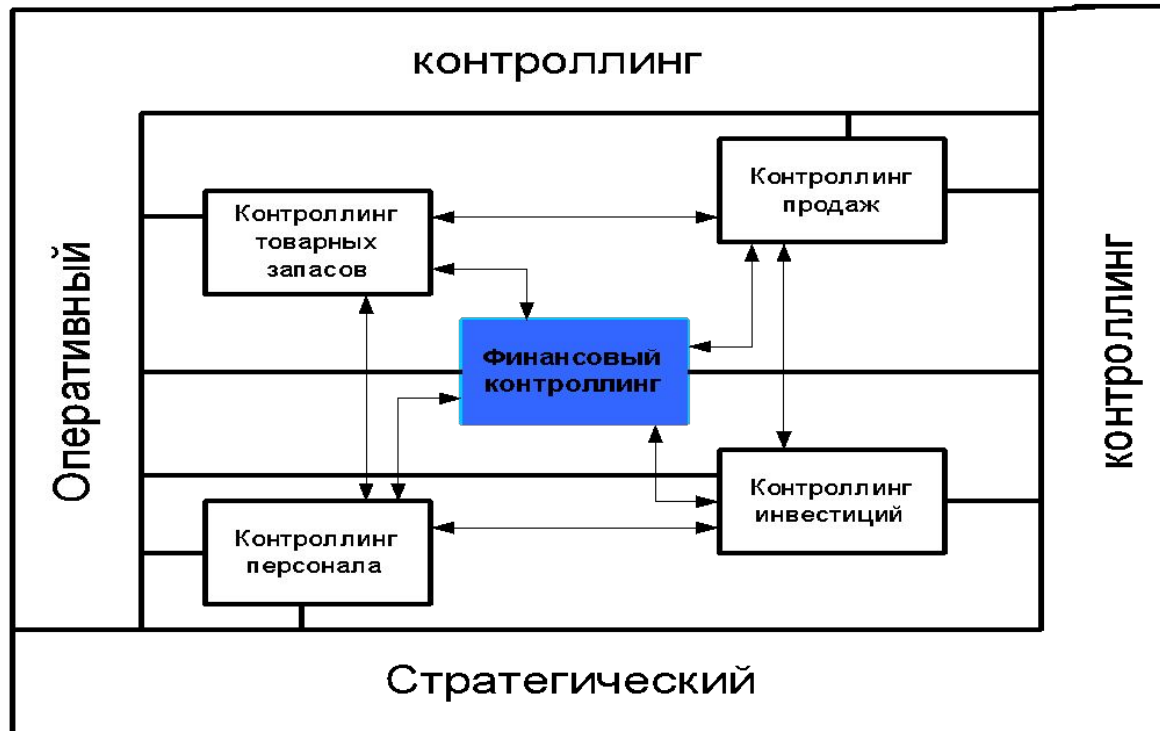 контроллинг
Контроллинг
продаж
Контроллинг
товарных
запасов
Оперативный
контроллинг
Финансовый
контроллинг
Контроллинг
инвестиций
Контроллинг
персонала
Стратегический